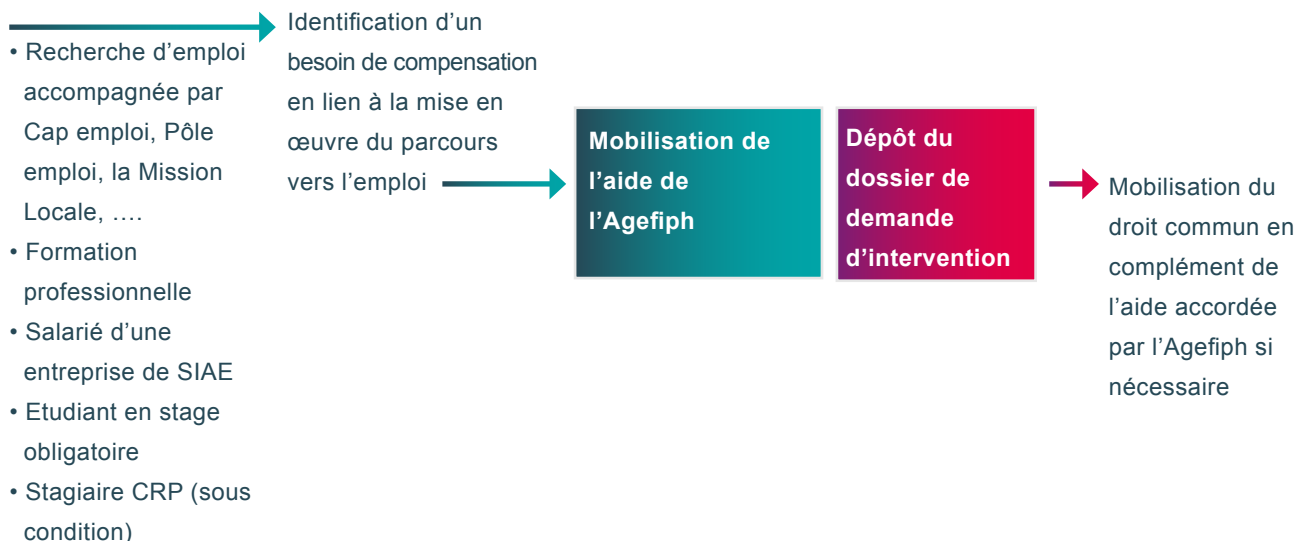 • Recherche d’emploi
accompagnée par
Cap emploi, Pôle
emploi, la Mission
Locale, ….
• Formation
professionnelle
• Salarié d’une
entreprise de SIAE
• Etudiant en stage
obligatoire
• Stagiaire CRP (sous
condition)
Identification d’un
besoin de compensation
en lien à la mise en
œuvre du parcours
vers l’emploi
Mobilisation de
l’aide de
l’Agefiph
Dépôt du
dossier de
demande
d’intervention
Mobilisation du
droit commun en
complément de
l’aide accordée
par l’Agefiph si
nécessaire